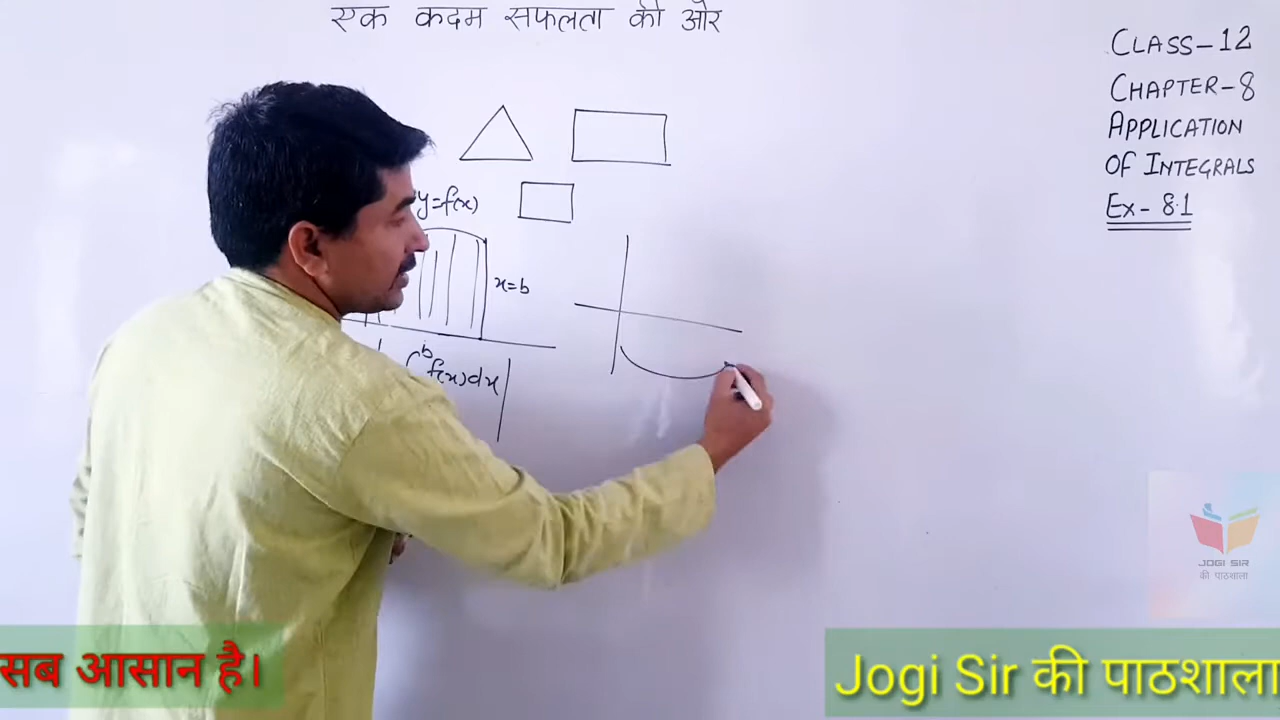 एक कदम सफलता की ओर
CLASS-12
CHAPTER-8
APPLICATION
OF INTEGRALS
EX-8.1
y=f(x)
x=b
b
f(x)dx
JOGI SIR
की पाठशाला
सब आसान है।
Jogi Sir की पाठशाला